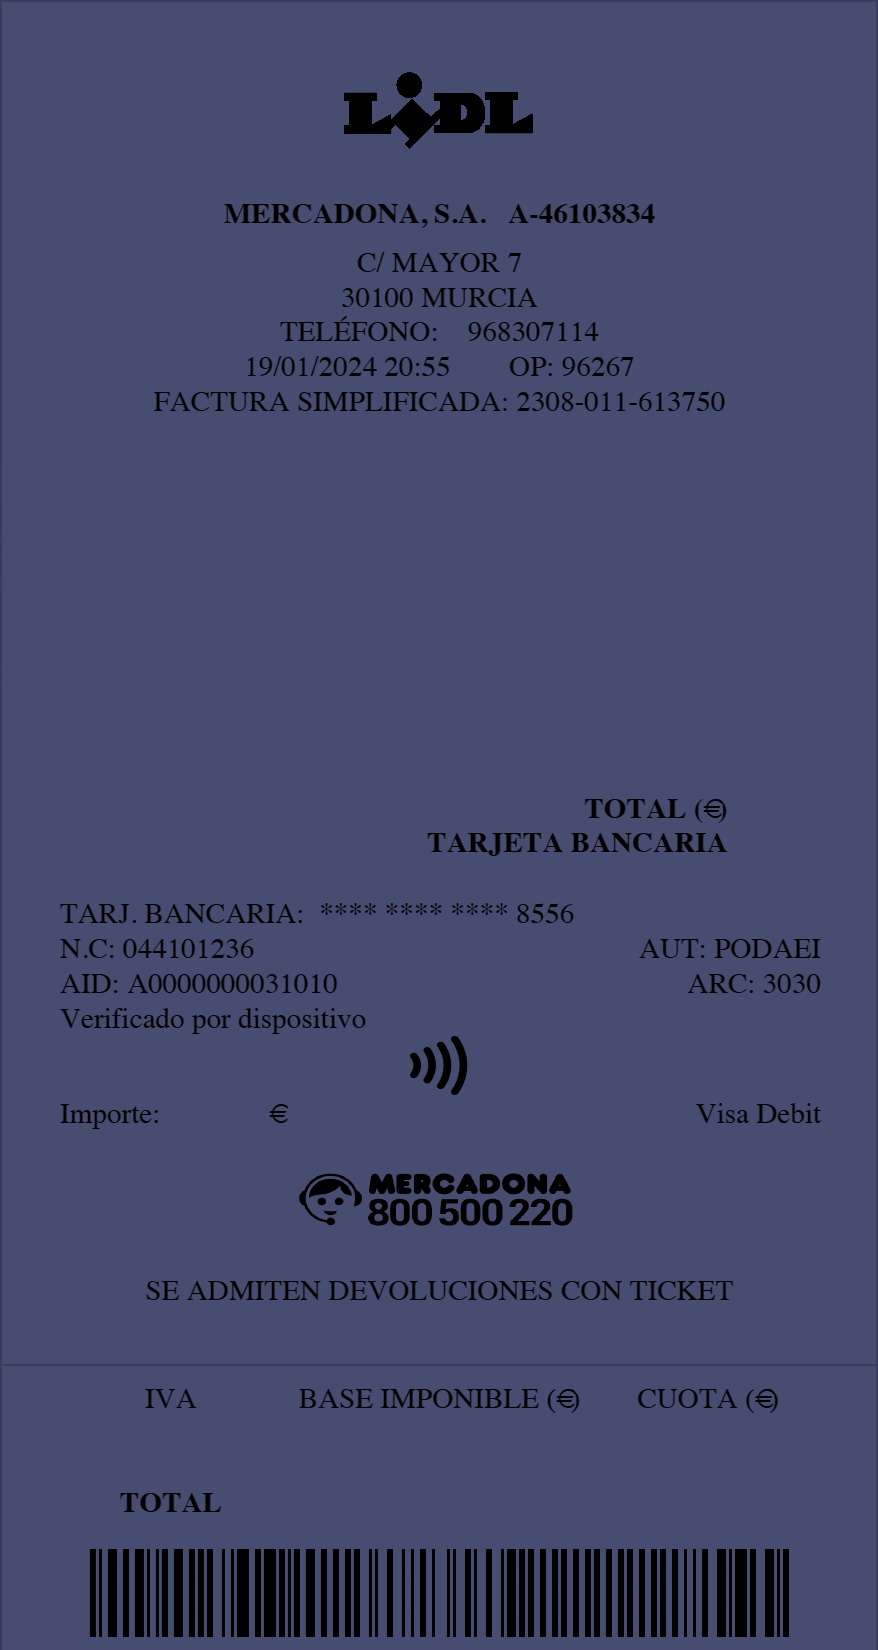 LIDL
MERCADONA, S.A. A-46103834
C/ MAYOR 7
30100 MURCIA
TELÉFONO: 968307114
19/01/2024 20:55 OP: 96267
FACTURA SIMPLIFICADA: 2308-011-613750
TOTAL (€)
TARJETA BANCARIA
TARJ. BANCARIA: **** **** **** 8556
N.C: 044101236 AUT: PODAEI
AID: A0000000031010 ARC: 3030
Verificado por dispositivo
Importe: € Visa Debit
MERCADONA
800 500 220
SE ADMITEN DEVOLUCIONES CON TICKET
IVA BASE IMPONIBLE (€) CUOTA (€)
TOTAL